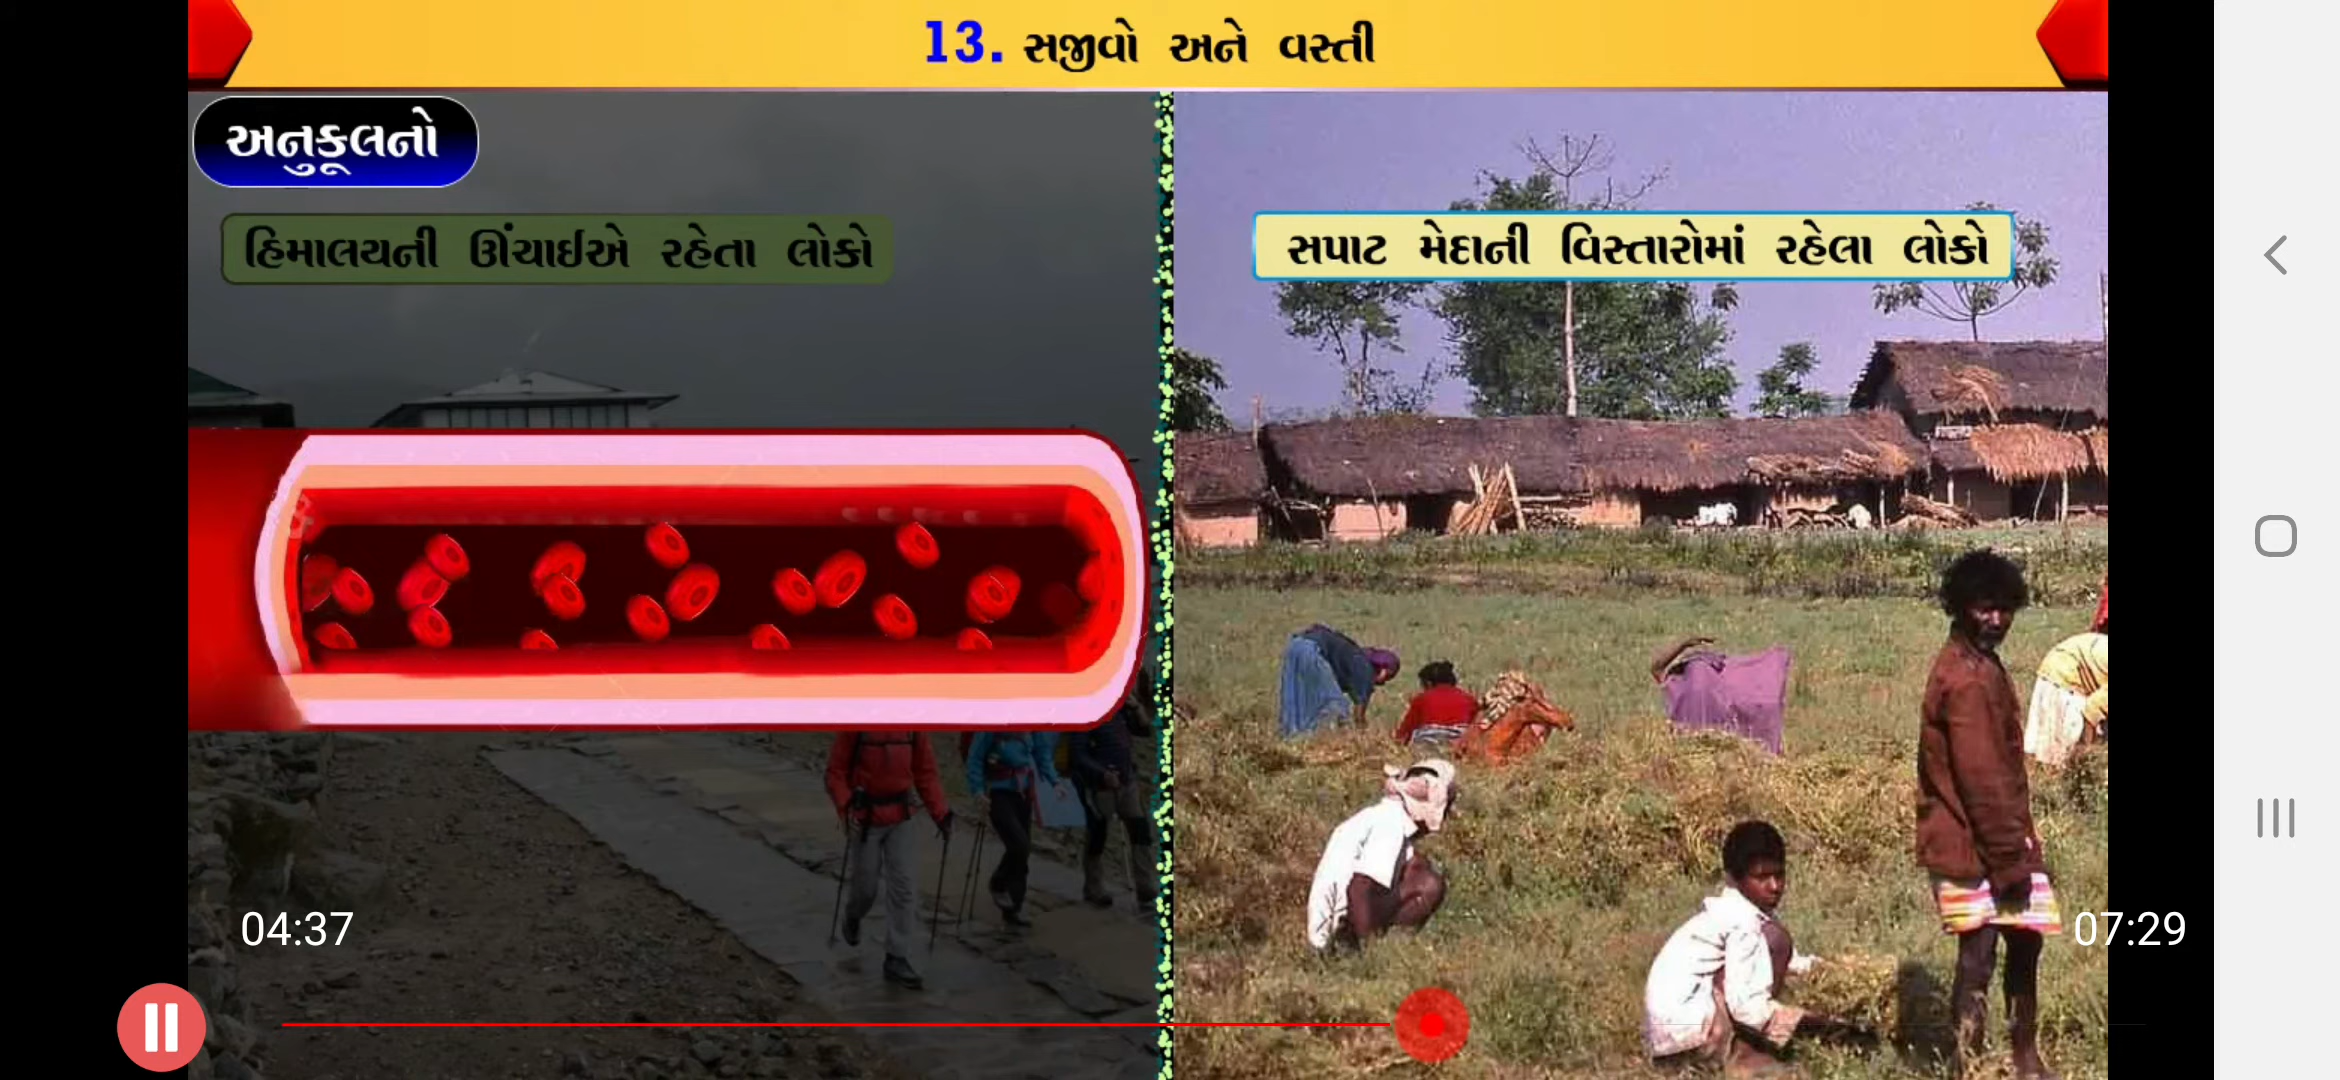 13. સજીવો અને વસ્તી
અનુકૂલનો
હિમાલયની ઊંચાઈએ રહેતા લોકો
સપાટ મેદાની વિસ્તારોમાં રહેલા લોકો
04:37
07:29